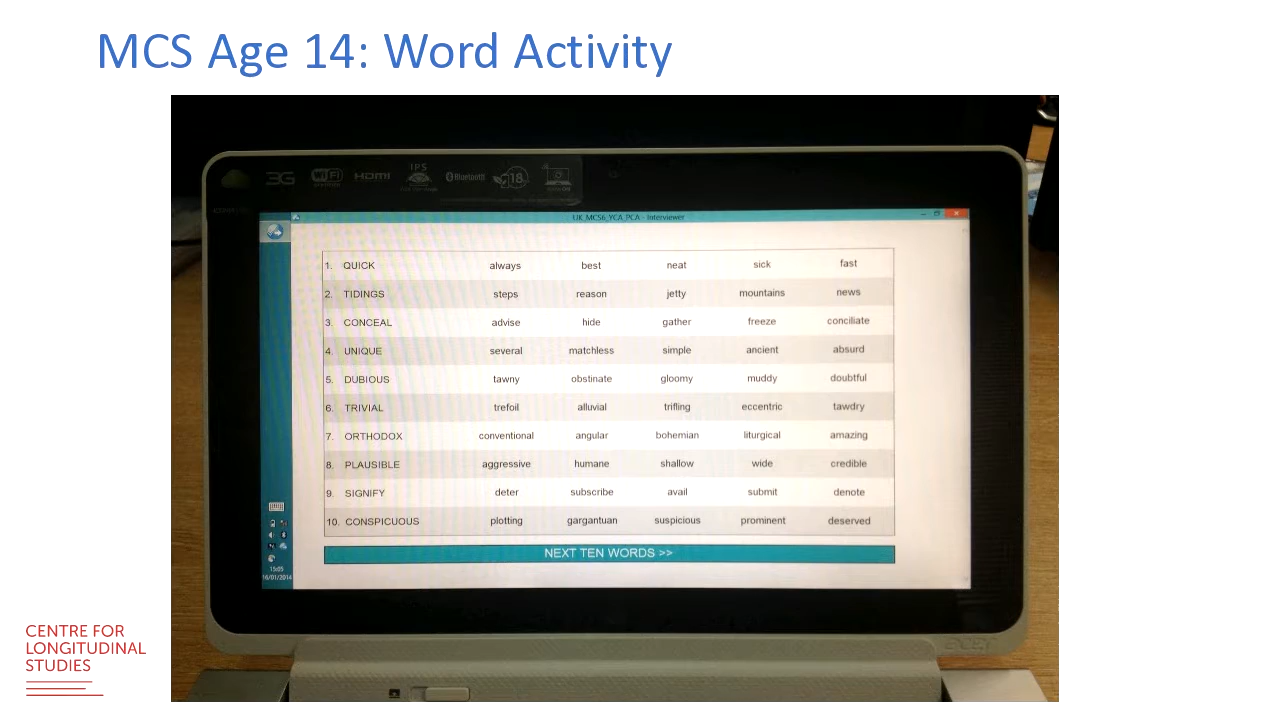 MCS Age 14: Word Activity
3G WiFi HDMI IPS Bluetooth 18
UK_MCS6_YCA_PCA - Interviewer
1. QUICK always best neat sick fast
2. TIDINGS steps reason jetty mountains news
3. CONCEAL advise hide gather freeze conciliate
4. UNIQUE several matchless simple ancient absurd
5. DUBIOUS tawny obstinate gloomy muddy doubtful
6. TRIVIAL trefoil alluvial trifling eccentric tawdry
7. ORTHODOX conventional angular bohemian liturgical amazing
8. PLAUSIBLE aggressive humane shallow wide credible
9. SIGNIFY deter subscribe avail submit denote
10. CONSPICUOUS plotting gargantuan suspicious prominent deserved
NEXT TEN WORDS >>
15:05
16/01/2014
acer
CENTRE FOR
LONGITUDINAL
STUDIES